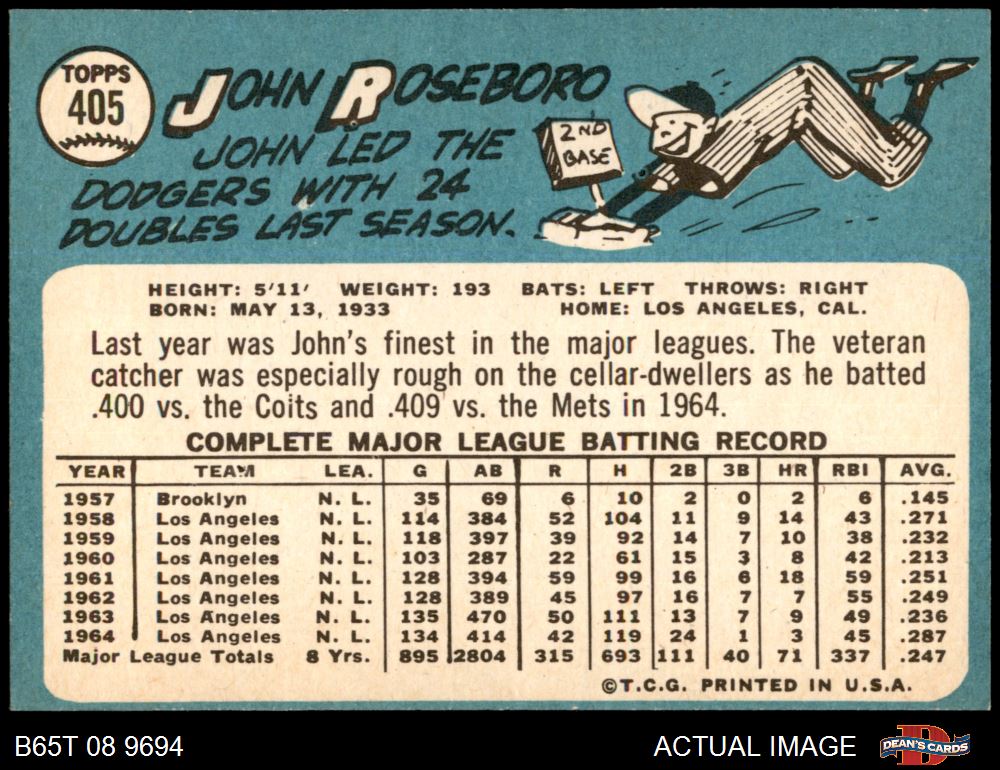 TOPPS
405
JOHN ROSEBORO
JOHN LED THE
DODGERS WITH 24
DOUBLES LAST SEASON.
2ND
BASE
HEIGHT: 5'11' WEIGHT: 193 BATS: LEFT THROWS: RIGHT
BORN: MAY 13, 1933 HOME: LOS ANGELES, CAL.
Last year was John's finest in the major leagues. The veteran
catcher was especially rough on the cellar-dwellers as he batted
.400 vs. the Coits and .409 vs. the Mets in 1964.
COMPLETE MAJOR LEAGUE BATTING RECORD
YEAR TEAM LEA. G AB R H 2B 3B HR RBI AVG.
1957 Brooklyn N. L. 35 69 6 10 2 0 2 6 .145
1958 Los Angeles N. L. 114 384 52 104 11 9 14 43 .271
1959 Los Angeles N. L. 118 397 39 92 14 7 10 38 .232
1960 Los Angeles N. L. 103 287 22 61 15 3 8 42 .213
1961 Los Angeles N. L. 128 394 59 99 16 6 18 59 .251
1962 Los Angeles N. L. 128 389 45 97 16 7 7 55 .249
1963 Los Angeles N. L. 135 470 50 111 13 7 9 49 .236
1964 Los Angeles N. L. 134 414 42 119 24 1 3 45 .287
Major League Totals 8 Yrs. 895 2804 315 693 111 40 71 337 .247
©T.C.G. PRINTED IN U.S.A.
B65T 08 9694 ACTUAL IMAGE DEAN'S CARDS